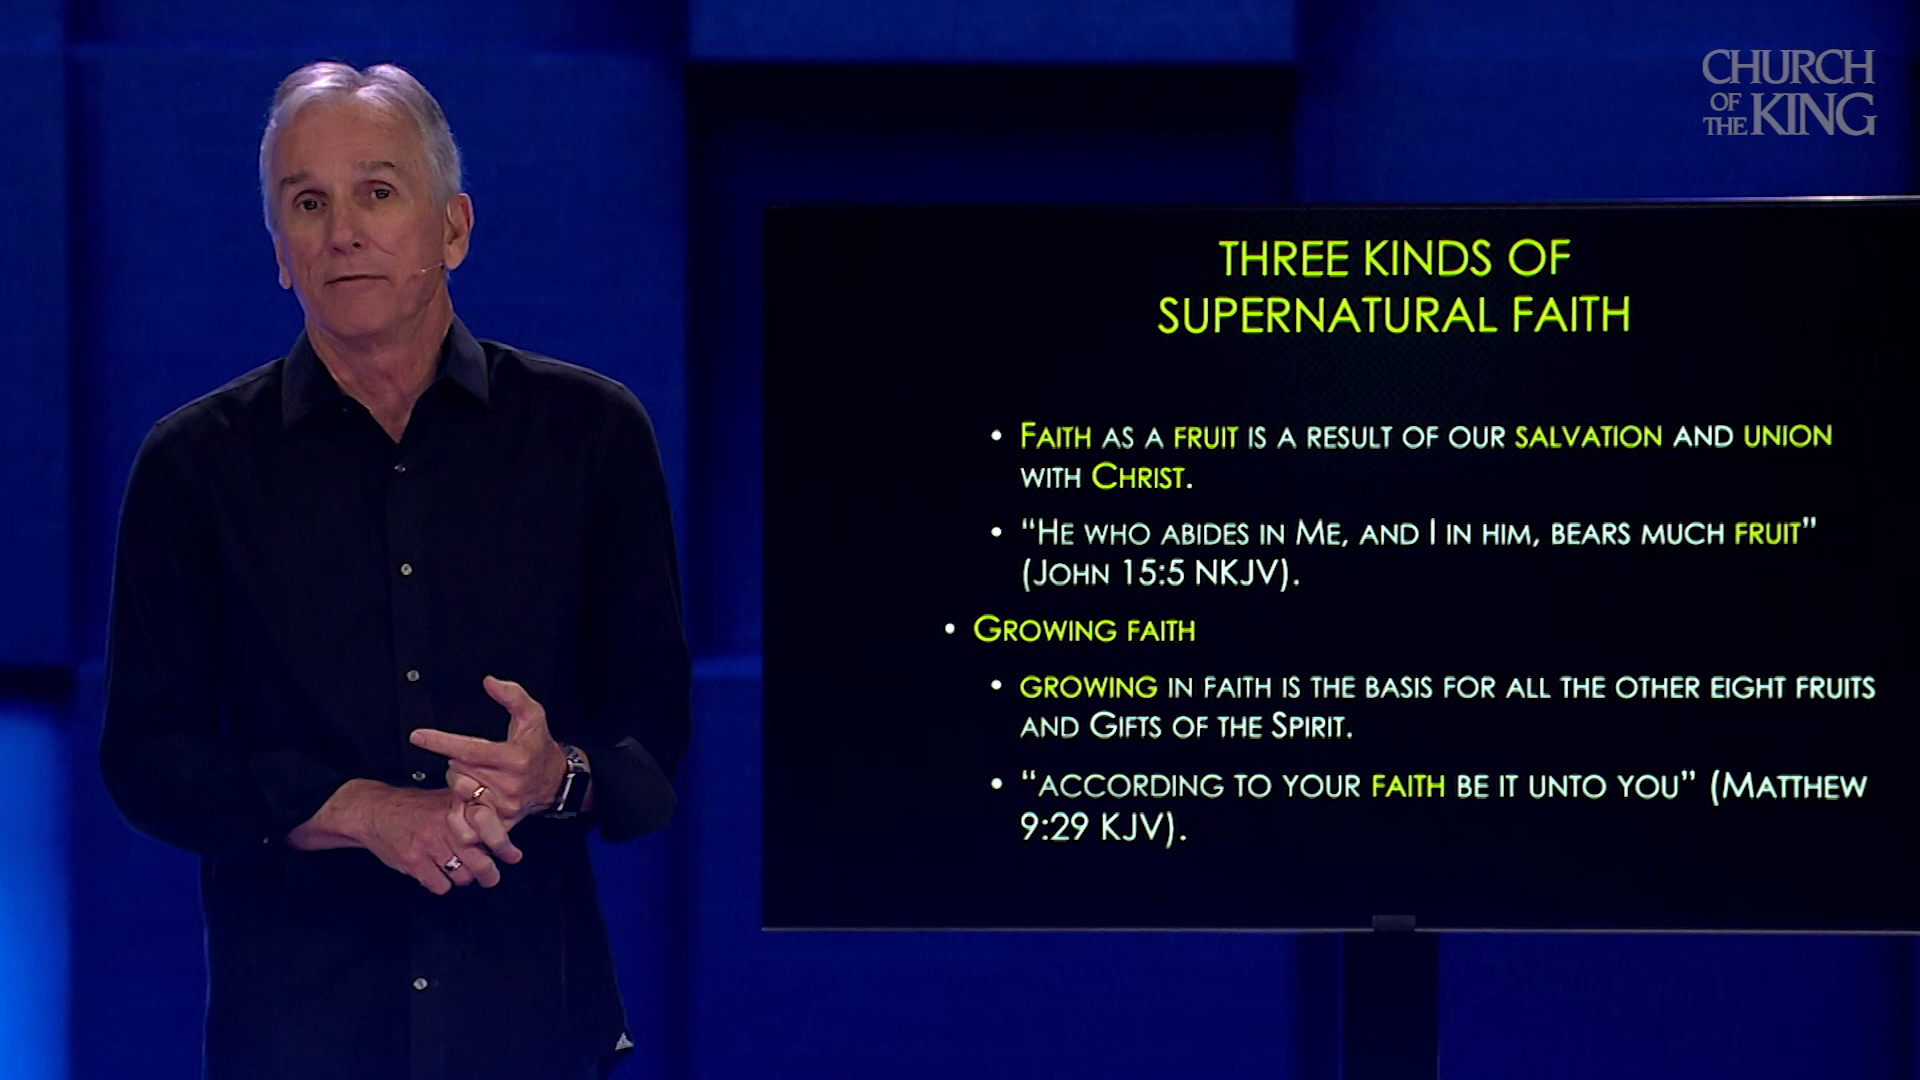 CHURCH
OF
THE KING
THREE KINDS OF
SUPERNATURAL FAITH
• FAITH AS A FRUIT IS A RESULT OF OUR SALVATION AND UNION
WITH CHRIST.
• “HE WHO ABIDES IN ME, AND I IN HIM, BEARS MUCH FRUIT”
(JOHN 15:5 NKJV).
• GROWING FAITH
• GROWING IN FAITH IS THE BASIS FOR ALL THE OTHER EIGHT FRUITS
AND GIFTS OF THE SPIRIT.
• “ACCORDING TO YOUR FAITH BE IT UNTO YOU” (MATTHEW
9:29 KJV).